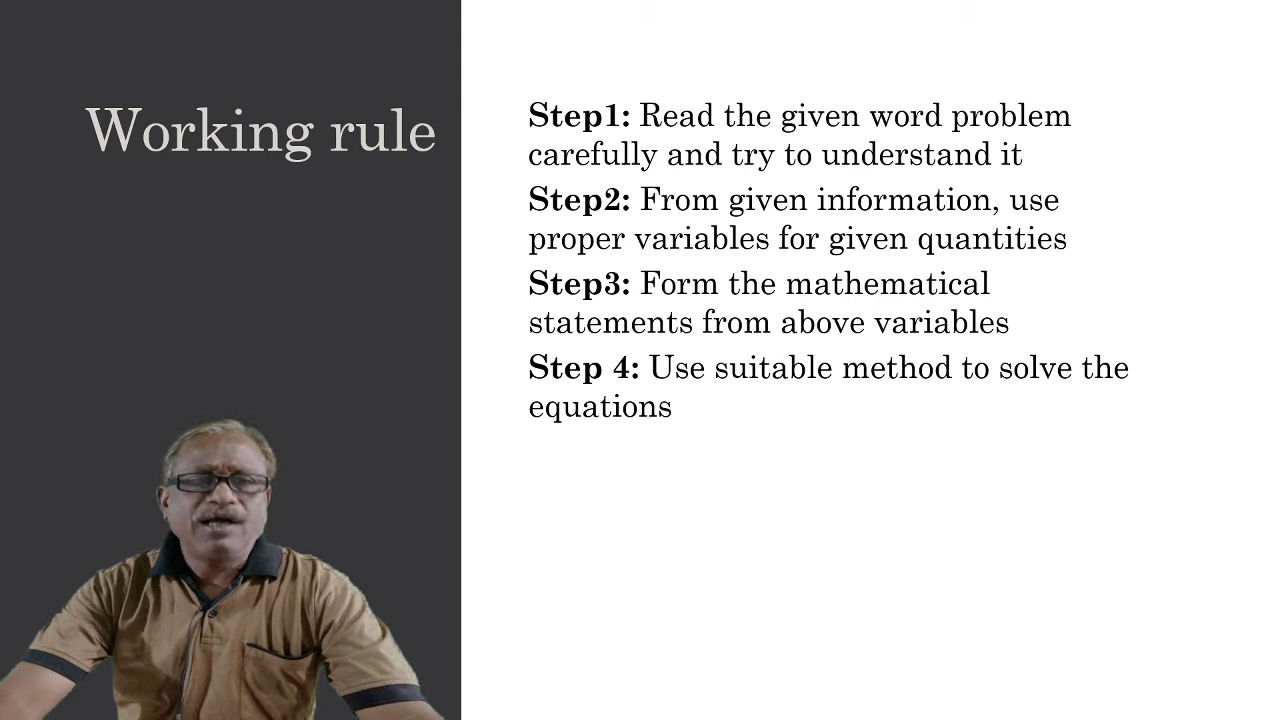 Working rule
Step1: Read the given word problem
carefully and try to understand it
Step2: From given information, use
proper variables for given quantities
Step3: Form the mathematical
statements from above variables
Step 4: Use suitable method to solve the
equations